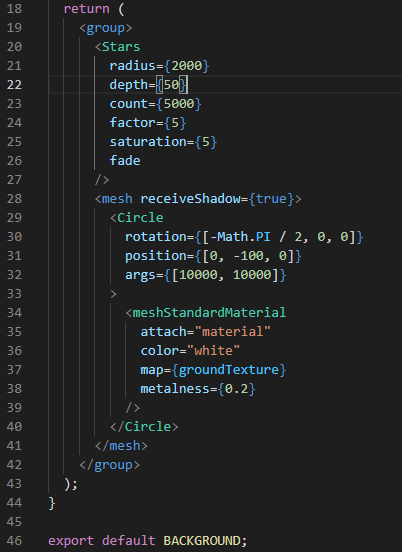 18 return (
19 <group>
20 <Stars
21 radius={2000}
22 depth={50}
23 count={5000}
24 factor={5}
25 saturation={5}
26 fade
27 />
28 <mesh receiveShadow={true}>
29 <Circle
30 rotation={[-Math.PI / 2, 0, 0]}
31 position={[0, -100, 0]}
32 args={[10000, 10000]}
33 >
34 <meshStandardMaterial
35 attach="material"
36 color="white"
37 map={groundTexture}
38 metalness={0.2}
39 />
40 </Circle>
41 </mesh>
42 </group>
43 );
44 }
45
46 export default BACKGROUND;